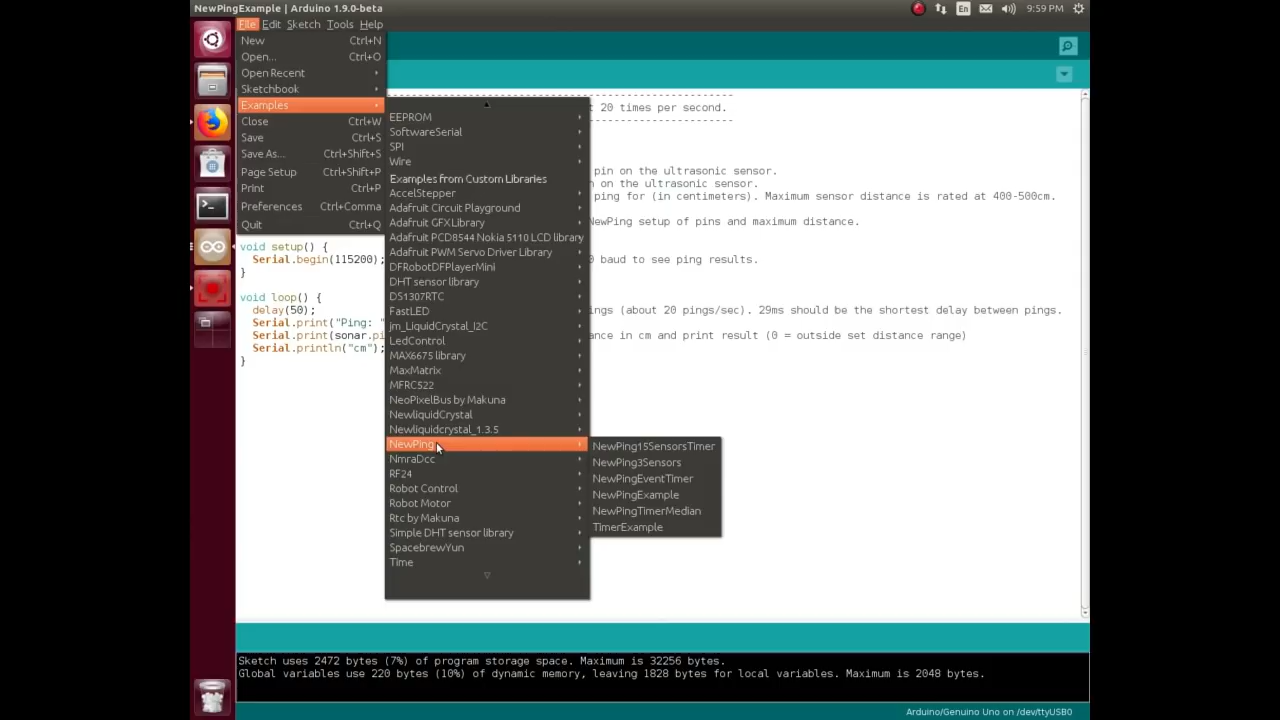 NewPingExample | Arduino 1.9.0-beta
En
9:59 PM
File Edit Sketch Tools Help
New Ctrl+N
Open... Ctrl+O
Open Recent
Sketchbook
Examples
Close Ctrl+W
Save Ctrl+S
Save As... Ctrl+Shift+S
Page Setup Ctrl+Shift+P
Print Ctrl+P
Preferences Ctrl+Comma
Quit Ctrl+Q
EEPROM
SoftwareSerial
SPI
Wire
Examples from Custom Libraries
AccelStepper
Adafruit Circuit Playground
Adafruit GFX Library
Adafruit PCD8544 Nokia 5110 LCD library
Adafruit PWM Servo Driver Library
DFRobotDFPlayerMini
DHT sensor library
DS1307RTC
FastLED
jm_LiquidCrystal_I2C
LedControl
MAX6675 library
MaxMatrix
MFRC522
NeoPixelBus by Makuna
NewliquidCrystal
Newliquidcrystal_1.3.5
NewPing
NmraDcc
RF24
Robot Control
Robot Motor
Rtc by Makuna
Simple DHT sensor library
SpacebrewYun
Time
NewPing15SensorsTimer
NewPing3Sensors
NewPingEventTimer
NewPingExample
NewPingTimerMedian
TimerExample
---------------------------
t 20 times per second.
---------------------------
pin on the ultrasonic sensor.
n on the ultrasonic sensor.
ping for (in centimeters). Maximum sensor distance is rated at 400-500cm.
NewPing setup of pins and maximum distance.
void setup() {
Serial.begin(115200); 0 baud to see ping results.
}
void loop() {
delay(50); ngs (about 20 pings/sec). 29ms should be the shortest delay between pings.
Serial.print("Ping: "
Serial.print(sonar.pi ance in cm and print result (0 = outside set distance range)
Serial.println("cm");
}
Sketch uses 2472 bytes (7%) of program storage space. Maximum is 32256 bytes.
Global variables use 220 bytes (10%) of dynamic memory, leaving 1828 bytes for local variables. Maximum is 2048 bytes.
Arduino/Genuino Uno on /dev/ttyUSB0